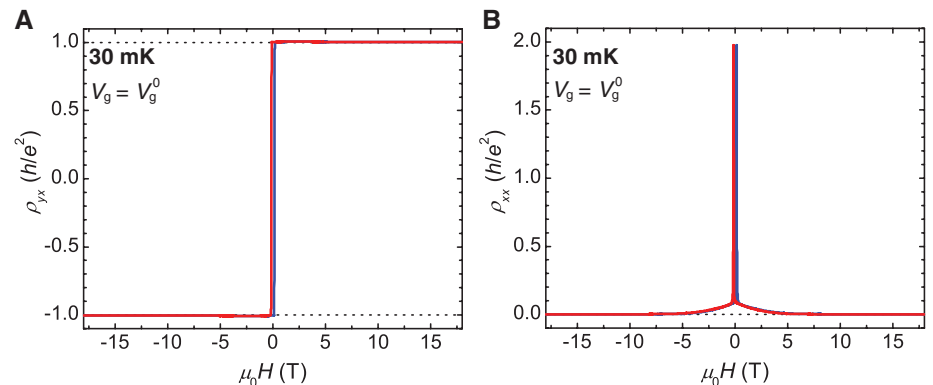 A
30 mK
V_g = V_g^0
ρ_yx (h/e^2)
1.0
0.5
0.0
-0.5
-1.0
-15 -10 -5 0 5 10 15
μ_0H (T)
B
30 mK
V_g = V_g^0
ρ_xx (h/e^2)
2.0
1.5
1.0
0.5
0.0
-15 -10 -5 0 5 10 15
μ_0H (T)